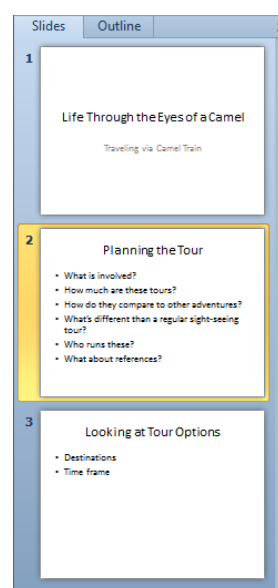 Slides Outline
1
Life Through the Eyes of a Camel
Traveling via Camel Train
2
Planning the Tour
• What is involved?
• How much are these tours?
• How do they compare to other adventures?
• What's different than a regular sight-seeing
tour?
• Who runs these?
• What about references?
3
Looking at Tour Options
• Destinations
• Time frame